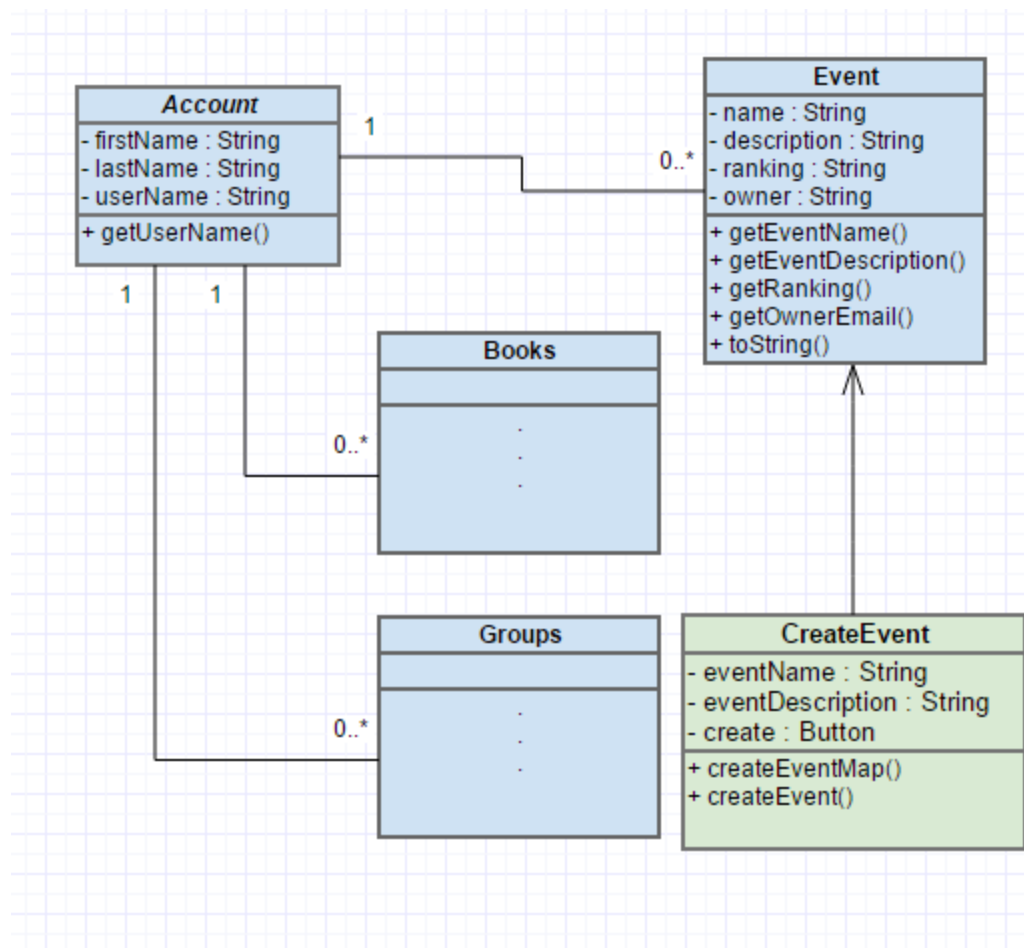 Account
- firstName : String
- lastName : String
- userName : String
+ getUserName()
1
0..*
Event
- name : String
- description : String
- ranking : String
- owner : String
+ getEventName()
+ getEventDescription()
+ getRanking()
+ getOwnerEmail()
+ toString()
1
1
Books
.
.
.
0..*
Groups
.
.
.
0..*
CreateEvent
- eventName : String
- eventDescription : String
- create : Button
+ createEventMap()
+ createEvent()